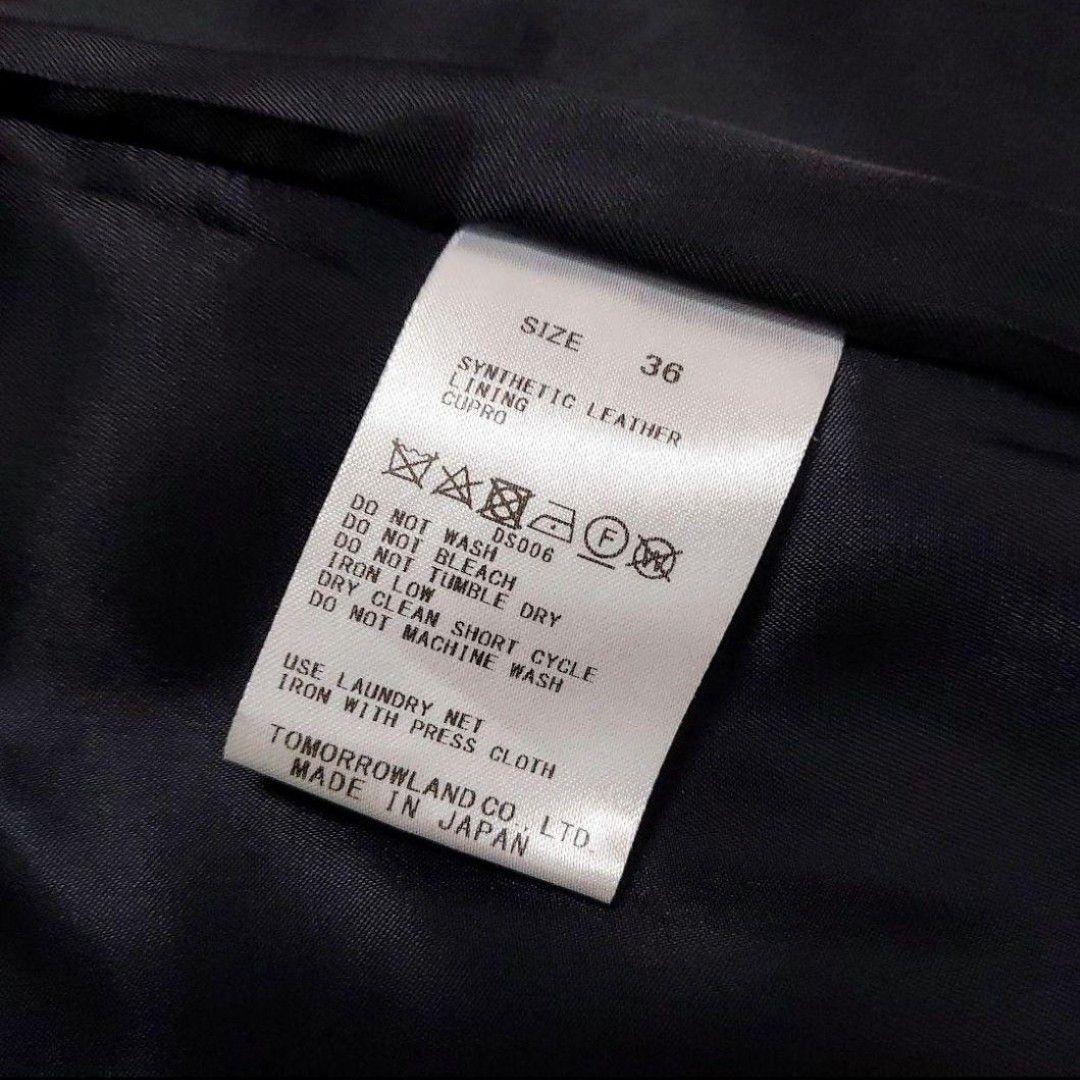 SIZE 36
SYNTHETIC LEATHER
LINING
CUPRO
F W
DS006
DO NOT WASH
DO NOT BLEACH
DO NOT TUMBLE DRY
IRON LOW
DRY CLEAN SHORT CYCLE
DO NOT MACHINE WASH
USE LAUNDRY NET
IRON WITH PRESS CLOTH
TOMORROWLAND CO., LTD.
MADE IN JAPAN